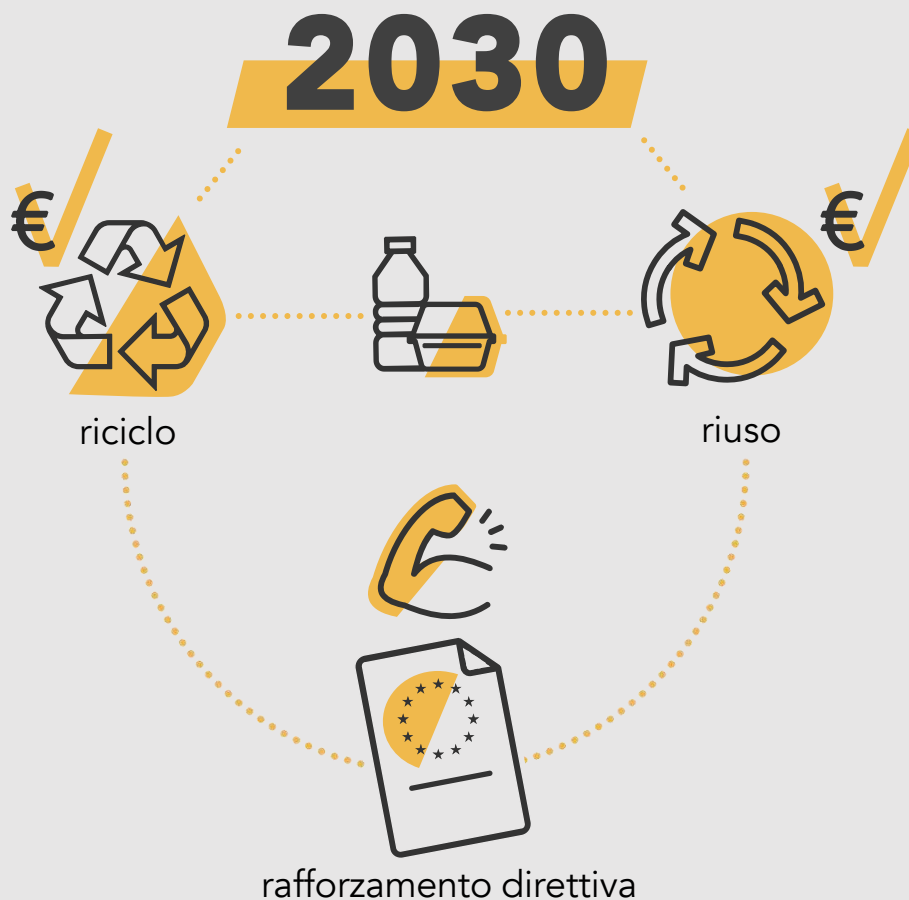 2030
€
€
riciclo
riuso
rafforzamento direttiva